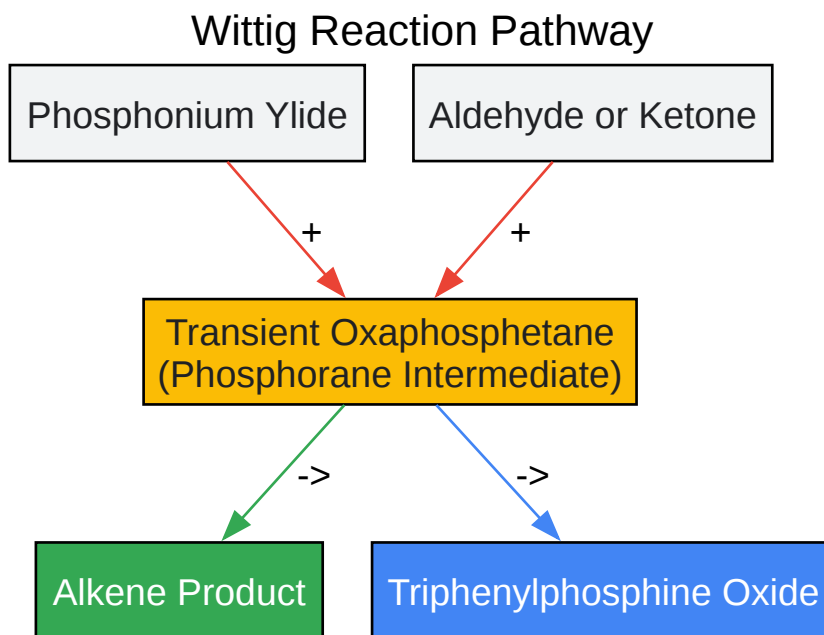 Wittig Reaction Pathway
Phosphonium Ylide
Aldehyde or Ketone
+
+
Transient Oxaphosphetane
(Phosphorane Intermediate)
->
->
Alkene Product
Triphenylphosphine Oxide